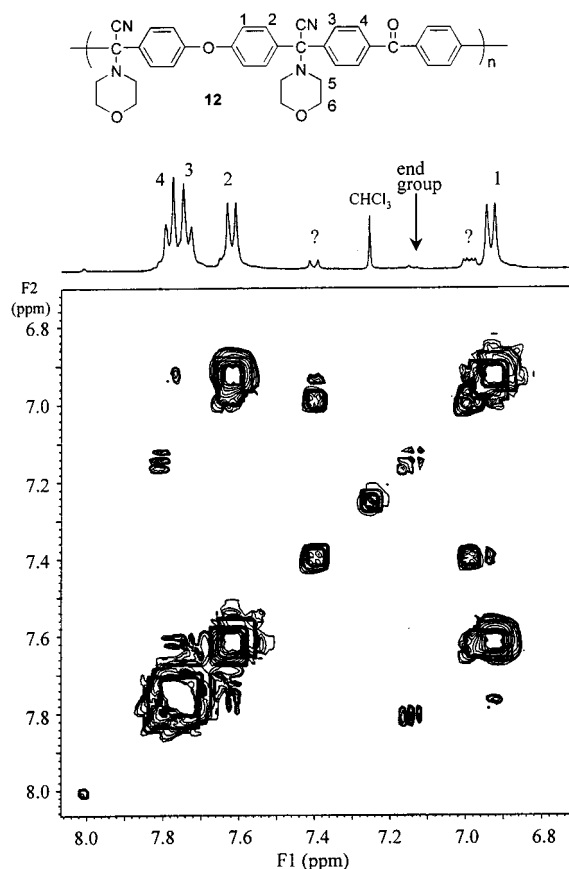 CN 1 2 CN 3 4 O
( O )n
N N
5
6
O 12 O
4 3 2 ? CHCl3 end group ? 1
F2
(ppm)
6.8
7.0
7.2
7.4
7.6
7.8
8.0
8.0 7.8 7.6 7.4 7.2 7.0 6.8
F1 (ppm)